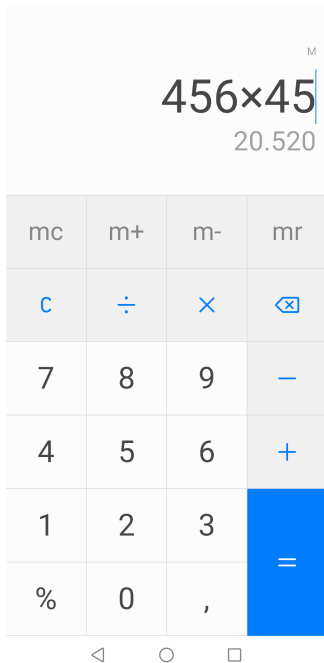 M
456×45
20.520
mc m+ m- mr
C ÷ ×
7 8 9 −
4 5 6 +
1 2 3
% 0 , =